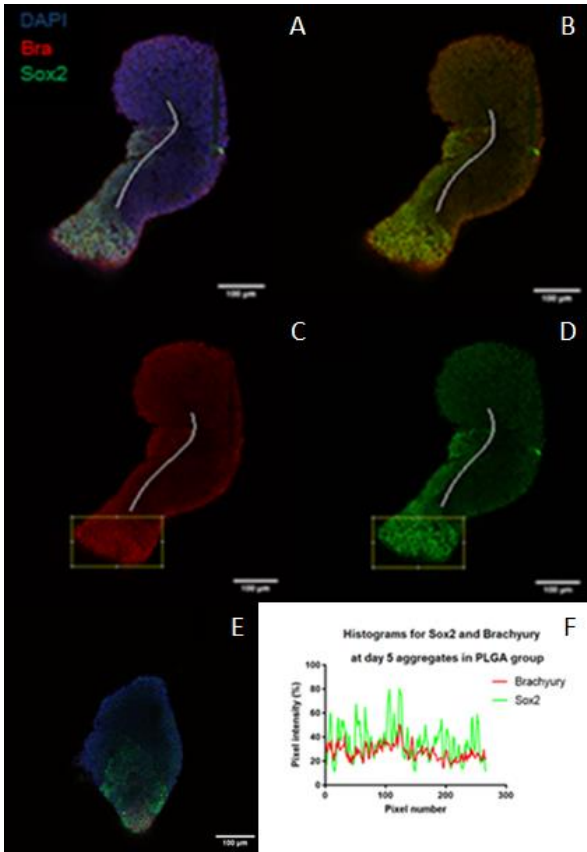 DAPI
Bra
Sox2
A
B
100 µm
100 µm
C
D
100 µm
100 µm
E
100 µm
F
Histograms for Sox2 and Brachyury
at day 5 aggregates in PLGA group
Pixel intensity (%)
100
80
60
40
20
0
Brachyury
Sox2
0 100 200 300
Pixel number